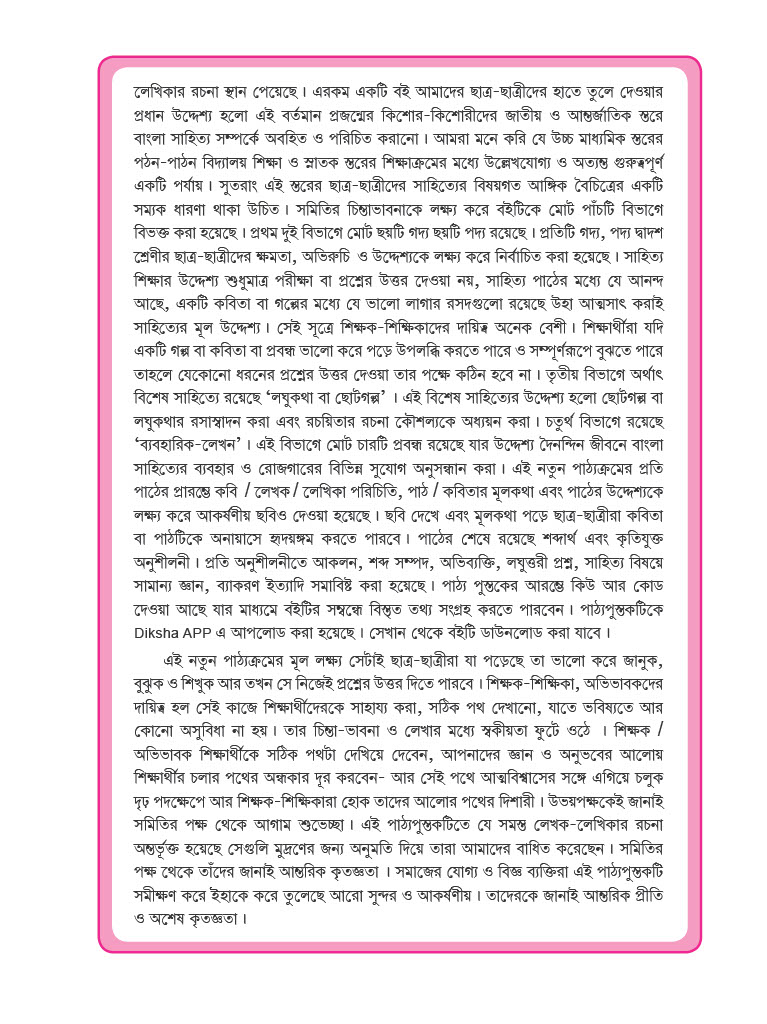 লেখিকার রচনা স্থান পেয়েছে। এরকম একটি বই আমাদের ছাত্র-ছাত্রীদের হাতে তুলে দেওয়ার
প্রধান উদ্দেশ্য হলো এই বর্তমান প্রজন্মের কিশোর-কিশোরীদের জাতীয় ও আন্তর্জাতিক স্তরে
বাংলা সাহিত্য সম্পর্কে অবহিত ও পরিচিত করানো। আমরা মনে করি যে উচ্চ মাধ্যমিক স্তরের
পঠন-পাঠন বিদ্যালয় শিক্ষা ও স্নাতক স্তরের শিক্ষাক্রমের মধ্যে উল্লেখযোগ্য ও অত্যন্ত গুরুত্বপূর্ণ
একটি পর্যায়। সুতরাং এই স্তরের ছাত্র-ছাত্রীদের সাহিত্যের বিষয়গত আঙ্গিক বৈচিত্রের একটি
সম্যক ধারণা থাকা উচিত। সমিতির চিন্তাভাবনাকে লক্ষ্য করে বইটিকে মোট পাঁচটি বিভাগে
বিভক্ত করা হয়েছে। প্রথম দুই বিভাগে মোট ছয়টি গদ্য ছয়টি পদ্য রয়েছে। প্রতিটি গদ্য, পদ্য দ্বাদশ
শ্রেণীর ছাত্র-ছাত্রীদের ক্ষমতা, অভিরুচি ও উদ্দেশ্যকে লক্ষ্য করে নির্বাচিত করা হয়েছে। সাহিত্য
শিক্ষার উদ্দেশ্য শুধুমাত্র পরীক্ষা বা প্রশ্নের উত্তর দেওয়া নয়, সাহিত্য পাঠের মধ্যে যে আনন্দ
আছে, একটি কবিতা বা গল্পের মধ্যে যে ভালো লাগার রসদগুলো রয়েছে উহা আত্মসাৎ করাই
সাহিত্যের মূল উদ্দেশ্য। সেই সূত্রে শিক্ষক-শিক্ষিকাদের দায়িত্ব অনেক বেশী। শিক্ষার্থীরা যদি
একটি গল্প বা কবিতা বা প্রবন্ধ ভালো করে পড়ে উপলব্ধি করতে পারে ও সম্পূর্ণরূপে বুঝতে পারে
তাহলে যেকোনো ধরনের প্রশ্নের উত্তর দেওয়া তার পক্ষে কঠিন হবে না। তৃতীয় বিভাগে অর্থাৎ
বিশেষ সাহিত্যে রয়েছে ‘লঘুকথা বা ছোটগল্প’ । এই বিশেষ সাহিত্যের উদ্দেশ্য হলো ছোটগল্প বা
লঘুকথার রসাস্বাদন করা এবং রচয়িতার রচনা কৌশল্যকে অধ্যয়ন করা। চতুর্থ বিভাগে রয়েছে
‘ব্যবহারিক-লেখন’। এই বিভাগে মোট চারটি প্রবন্ধ রয়েছে যার উদ্দেশ্য দৈনন্দিন জীবনে বাংলা
সাহিত্যের ব্যবহার ও রোজগারের বিভিন্ন সুযোগ অনুসন্ধান করা। এই নতুন পাঠ্যক্রমের প্রতি
পাঠের প্রারম্ভে কবি / লেখক/ লেখিকা পরিচিতি, পাঠ / কবিতার মূলকথা এবং পাঠের উদ্দেশ্যকে
লক্ষ্য করে আকর্ষণীয় ছবিও দেওয়া হয়েছে। ছবি দেখে এবং মূলকথা পড়ে ছাত্র-ছাত্রীরা কবিতা
বা পাঠটিকে অনায়াসে হৃদয়ঙ্গম করতে পারবে। পাঠের শেষে রয়েছে শব্দার্থ এবং কৃতিযুক্ত
অনুশীলনী। প্রতি অনুশীলনীতে আকলন, শব্দ সম্পদ, অভিব্যক্তি, লঘুত্তরী প্রশ্ন, সাহিত্য বিষয়ে
সামান্য জ্ঞান, ব্যাকরণ ইত্যাদি সমাবিষ্ট করা হয়েছে। পাঠ্য পুস্তকের আরম্ভে কিউ আর কোড
দেওয়া আছে যার মাধ্যমে বইটির সম্বন্ধে বিস্তৃত তথ্য সংগ্রহ করতে পারবেন। পাঠ্যপুস্তকটিকে
Diksha APP এ আপলোড করা হয়েছে। সেখান থেকে বইটি ডাউনলোড করা যাবে।
এই নতুন পাঠ্যক্রমের মূল লক্ষ্য সেটাই ছাত্র-ছাত্রীরা যা পড়েছে তা ভালো করে জানুক,
বুঝুক ও শিখুক আর তখন সে নিজেই প্রশ্নের উত্তর দিতে পারবে। শিক্ষক-শিক্ষিকা, অভিভাবকদের
দায়িত্ব হল সেই কাজে শিক্ষার্থীদেরকে সাহায্য করা, সঠিক পথ দেখানো, যাতে ভবিষ্যতে আর
কোনো অসুবিধা না হয়। তার চিন্তা-ভাবনা ও লেখার মধ্যে স্বকীয়তা ফুটে ওঠে । শিক্ষক /
অভিভাবক শিক্ষার্থীকে সঠিক পথটা দেখিয়ে দেবেন, আপনাদের জ্ঞান ও অনুভবের আলোয়
শিক্ষার্থীর চলার পথের অন্ধকার দূর করবেন- আর সেই পথে আত্মবিশ্বাসের সঙ্গে এগিয়ে চলুক
দৃঢ় পদক্ষেপে আর শিক্ষক-শিক্ষিকারা হোক তাদের আলোর পথের দিশারী। উভয়পক্ষকেই জানাই
সমিতির পক্ষ থেকে আগাম শুভেচ্ছা। এই পাঠ্যপুস্তকটিতে যে সমস্ত লেখক-লেখিকার রচনা
অন্তর্ভূক্ত হয়েছে সেগুলি মুদ্রণের জন্য অনুমতি দিয়ে তারা আমাদের বাধিত করেছেন। সমিতির
পক্ষ থেকে তাঁদের জানাই আন্তরিক কৃতজ্ঞতা । সমাজের যোগ্য ও বিজ্ঞ ব্যক্তিরা এই পাঠ্যপুস্তকটি
সমীক্ষণ করে ইহাকে করে তুলেছে আরো সুন্দর ও আকর্ষণীয়। তাদেরকে জানাই আন্তরিক প্রীতি
ও অশেষ কৃতজ্ঞতা।